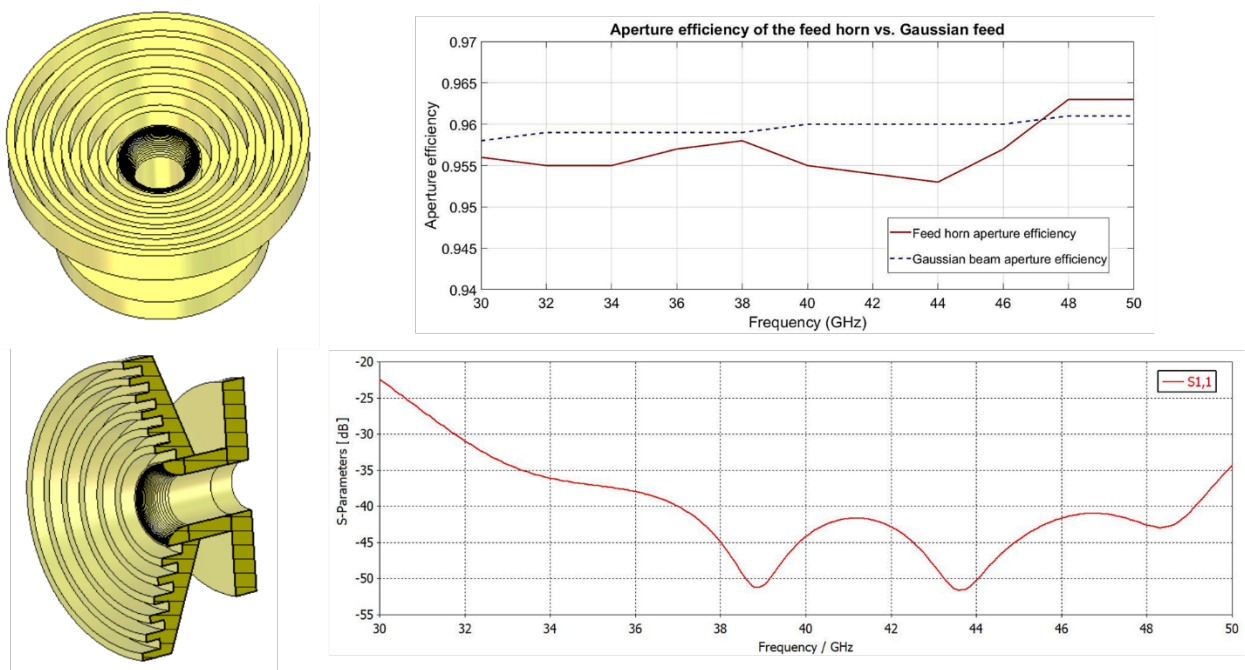 Aperture efficiency of the feed horn vs. Gaussian feed
0.97
0.965
0.96
0.955
0.95
0.945
0.94
Aperture efficiency
Feed horn aperture efficiency
Gaussian beam aperture efficiency
30 32 34 36 38 40 42 44 46 48 50
Frequency (GHz)
-20
-25
-30
-35
-40
-45
-50
-55
S-Parameters [dB]
S1,1
30 32 34 36 38 40 42 44 46 48 50
Frequency / GHz